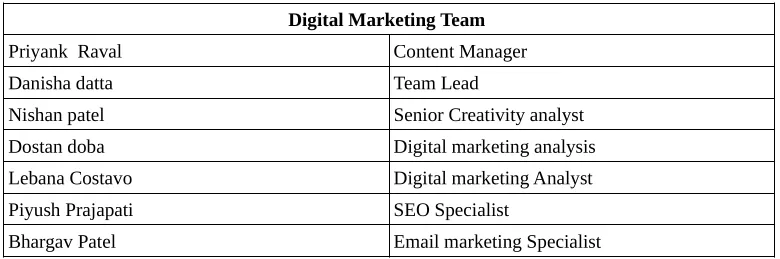 Digital Marketing Team
Priyank  Raval Content Manager
Danisha datta Team Lead
Nishan patel Senior Creativity analyst
Dostan doba Digital marketing analysis
Lebana Costavo Digital marketing Analyst
Piyush Prajapati SEO Specialist
Bhargav Patel Email marketing Specialist